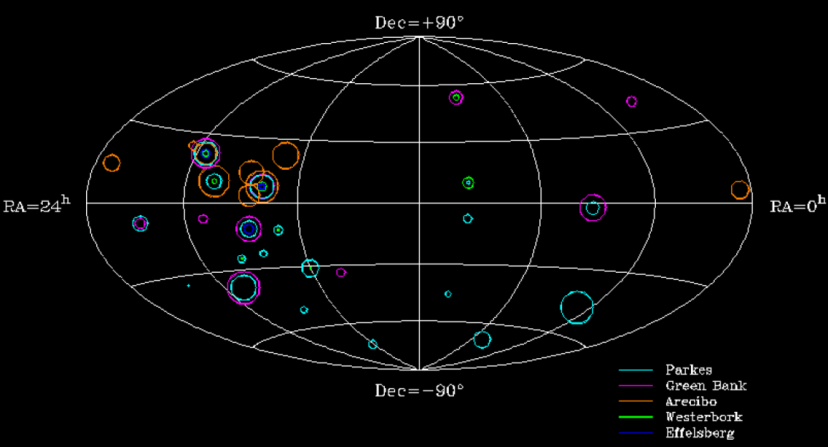 Dec=+90°
RA=24ʰ
RA=0ʰ
Dec=−90°
Parkes
Green Bank
Arecibo
Westerbork
Effelsberg